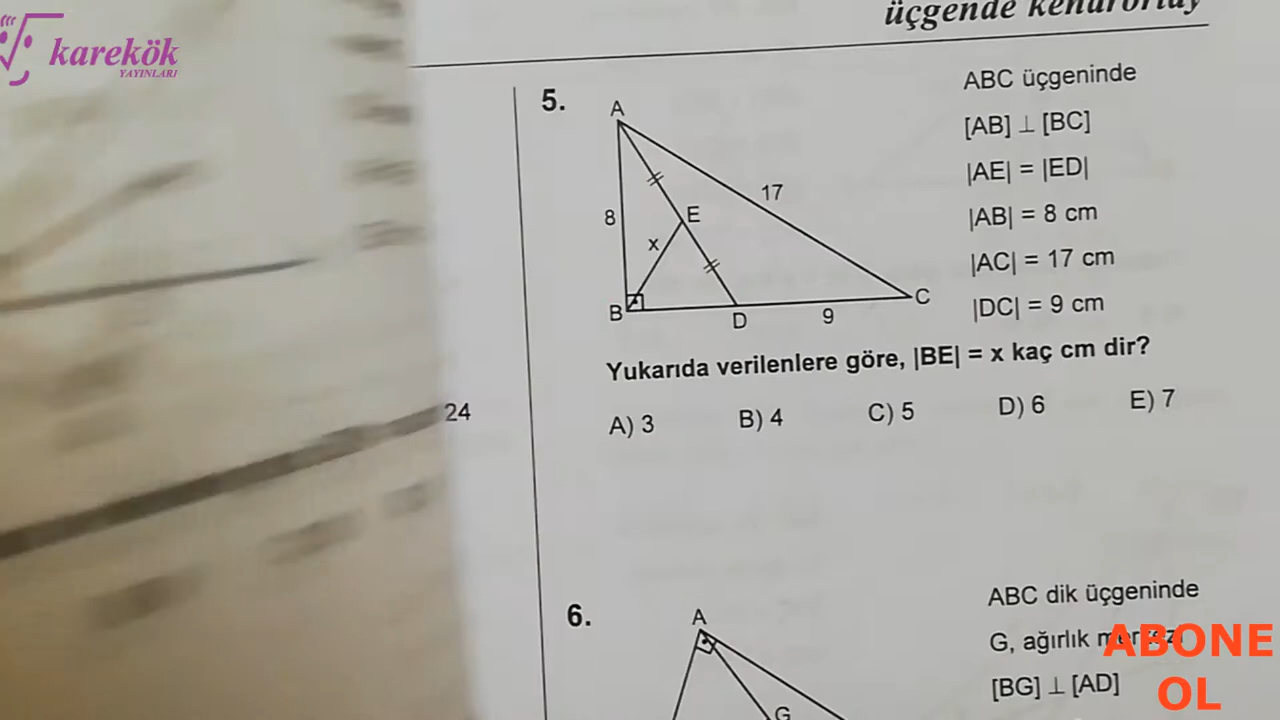 karekök
YAYINLARI
üçgende kenarortay
5.
ABC üçgeninde
[AB] ⊥ [BC]
|AE| = |ED|
|AB| = 8 cm
|AC| = 17 cm
|DC| = 9 cm
A
17
8
E
x
B
D
9
C
Yukarıda verilenlere göre, |BE| = x kaç cm dir?
A) 3 B) 4 C) 5 D) 6 E) 7
24
6.
A
G
ABC dik üçgeninde
G, ağırlık merkezi
[BG] ⊥ [AD]
ABONE
OL